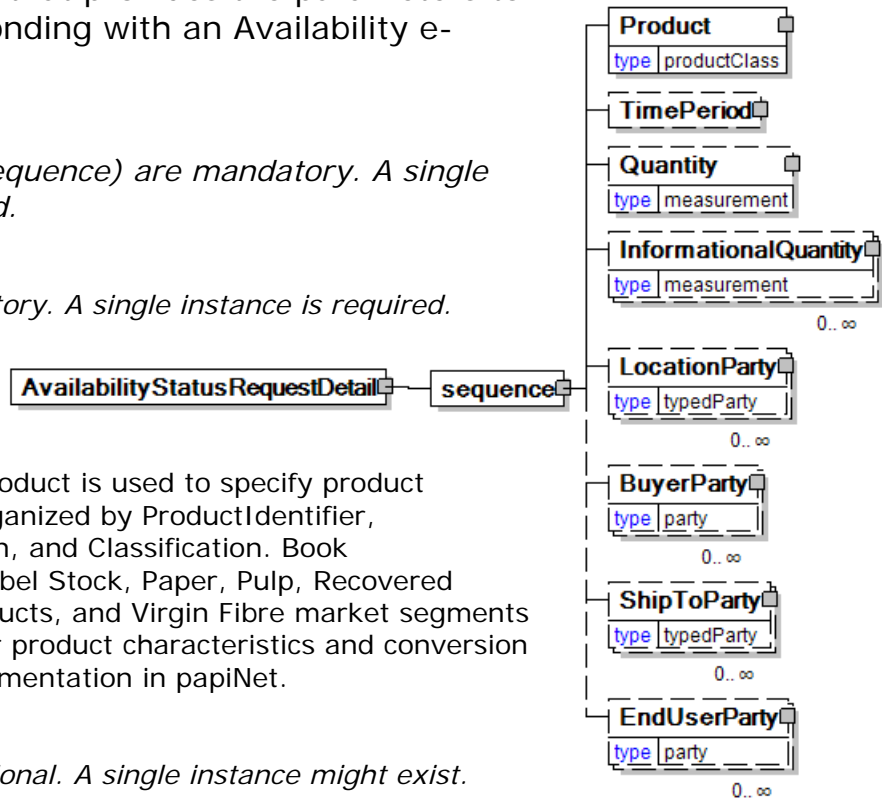 onding with an Availability e-
equence) are mandatory. A single
d.
tory. A single instance is required.
AvailabilityStatusRequestDetail
sequence
oduct is used to specify product
ganized by ProductIdentifier,
n, and Classification. Book
bel Stock, Paper, Pulp, Recovered
ucts, and Virgin Fibre market segments
y product characteristics and conversion
mentation in papiNet.
ional. A single instance might exist.
Product
type productClass
TimePeriod
Quantity
type measurement
InformationalQuantity
type measurement
0.. ∞
LocationParty
type typedParty
0.. ∞
BuyerParty
type party
0.. ∞
ShipToParty
type typedParty
0.. ∞
EndUserParty
type party
0.. ∞